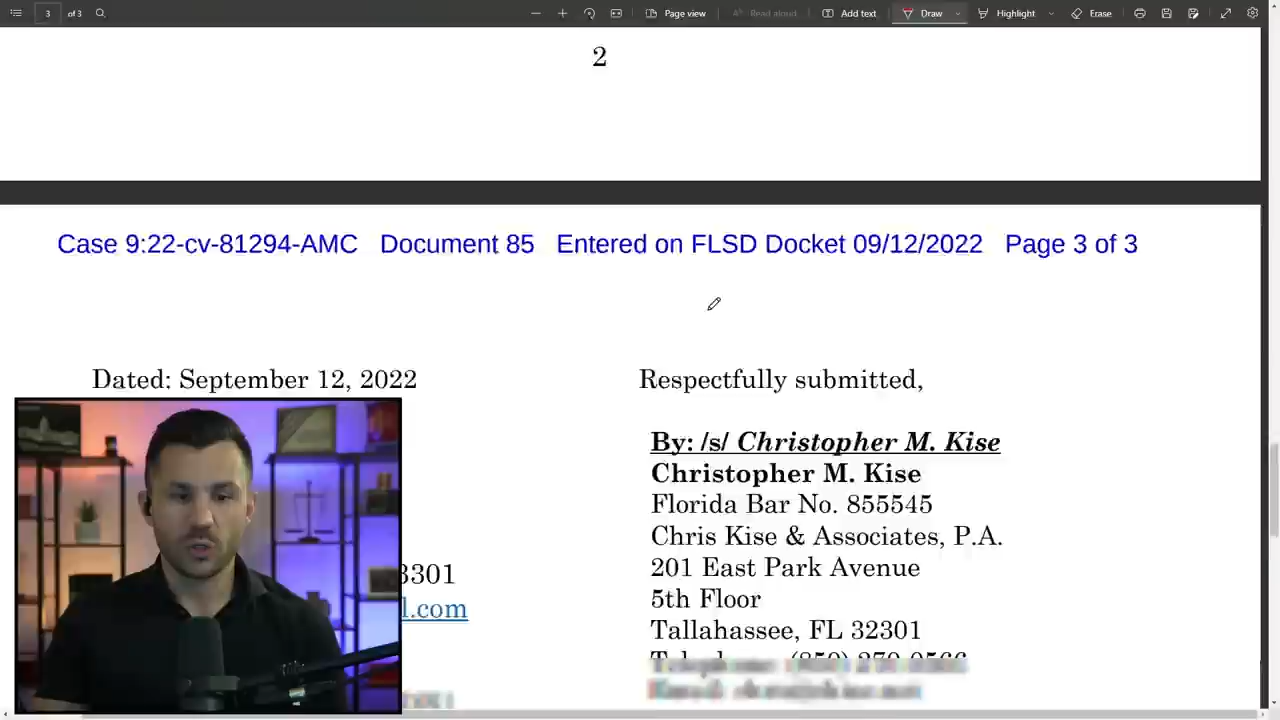 3 of 3 Page view Read aloud Add text Draw Highlight Erase
2
Case 9:22-cv-81294-AMC Document 85 Entered on FLSD Docket 09/12/2022 Page 3 of 3
Dated: September 12, 2022
Respectfully submitted,
By: /s/ Christopher M. Kise
Christopher M. Kise
Florida Bar No. 855545
Chris Kise & Associates, P.A.
201 East Park Avenue
5th Floor
Tallahassee, FL 32301
3301
l.com